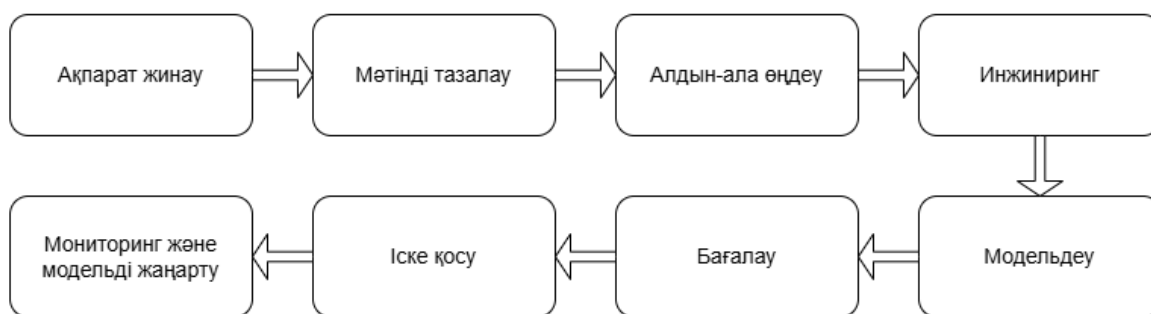 Ақпарат жинау
Мәтінді тазалау
Алдын-ала өңдеу
Инжиниринг
Модельдеу
Бағалау
Іске қосу
Мониторинг және
модельді жаңарту